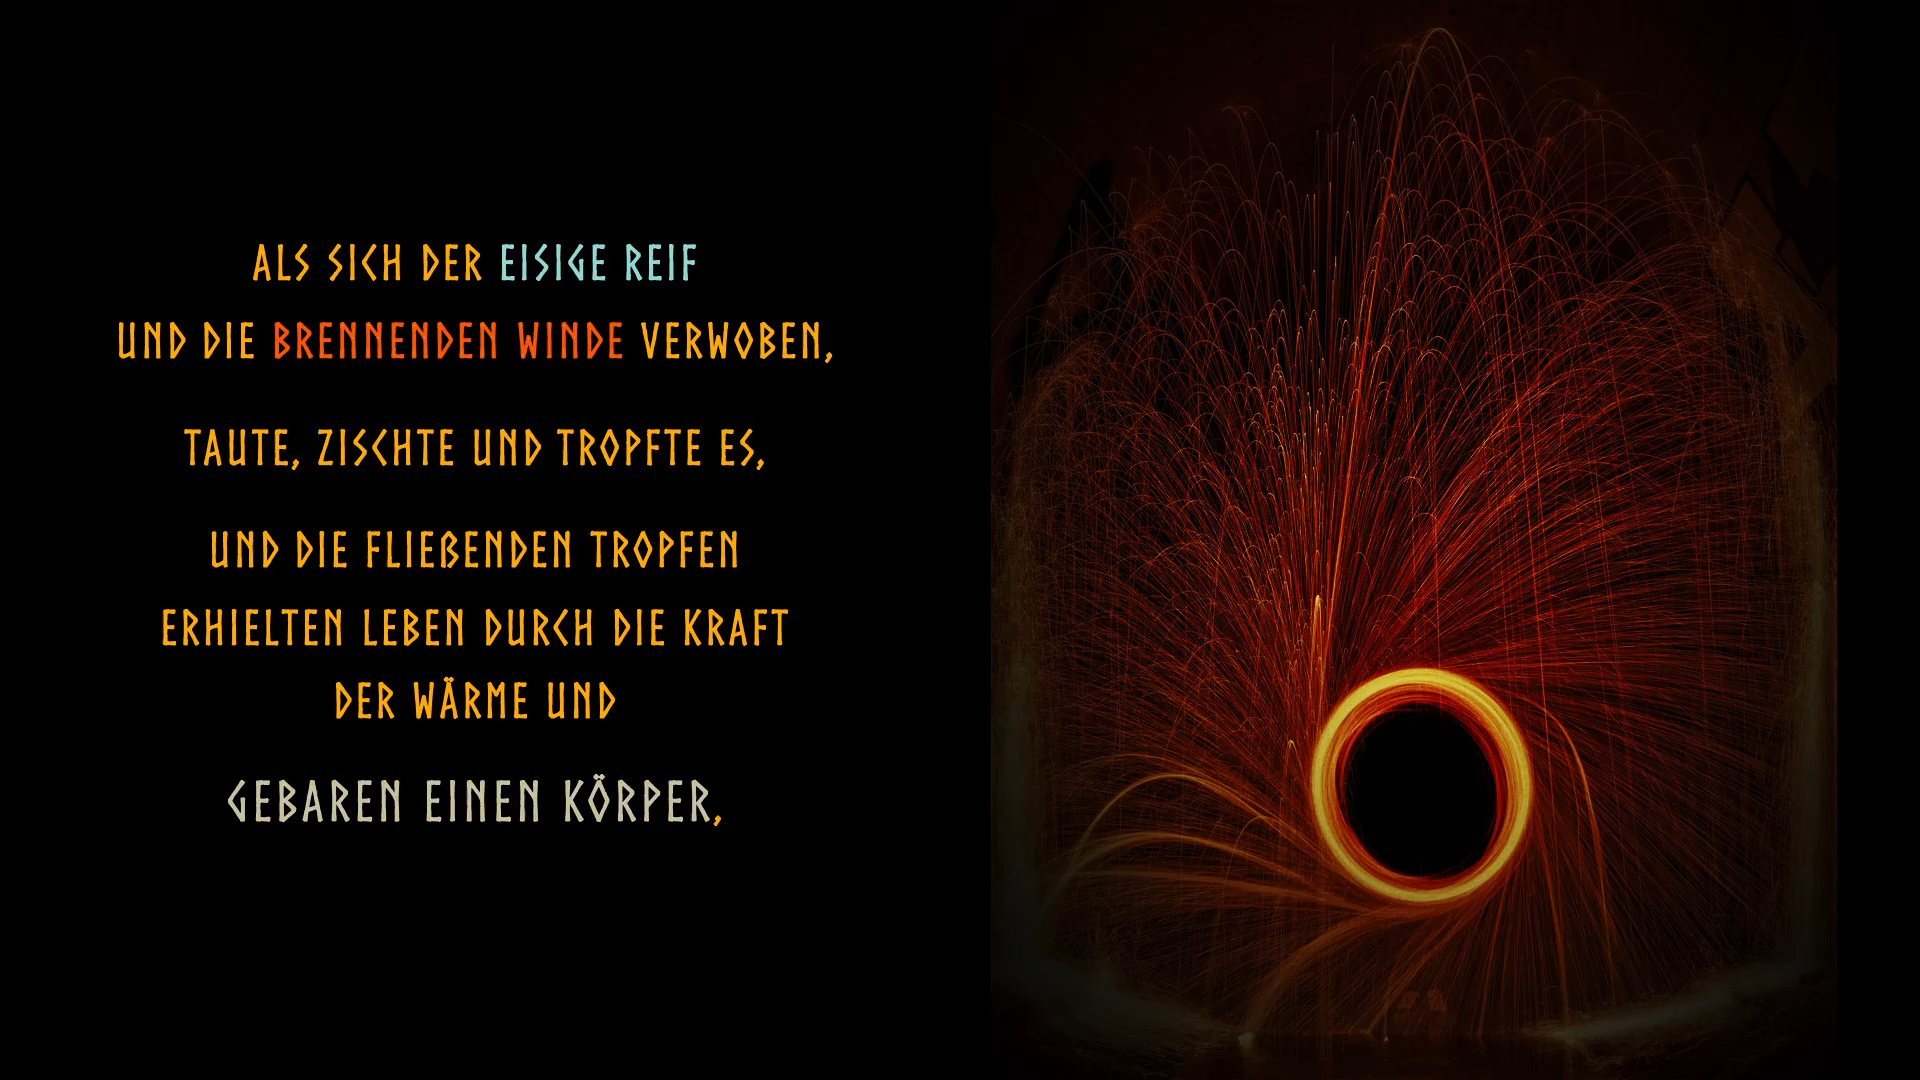 ALS SICH DER EISIGE REIF
UND DIE BRENNENDEN WINDE VERWOBEN,
TAUTE, ZISCHTE UND TROPFTE ES,
UND DIE FLIEßENDEN TROPFEN
ERHIELTEN LEBEN DURCH DIE KRAFT
DER WÄRME UND
GEBAREN EINEN KÖRPER,